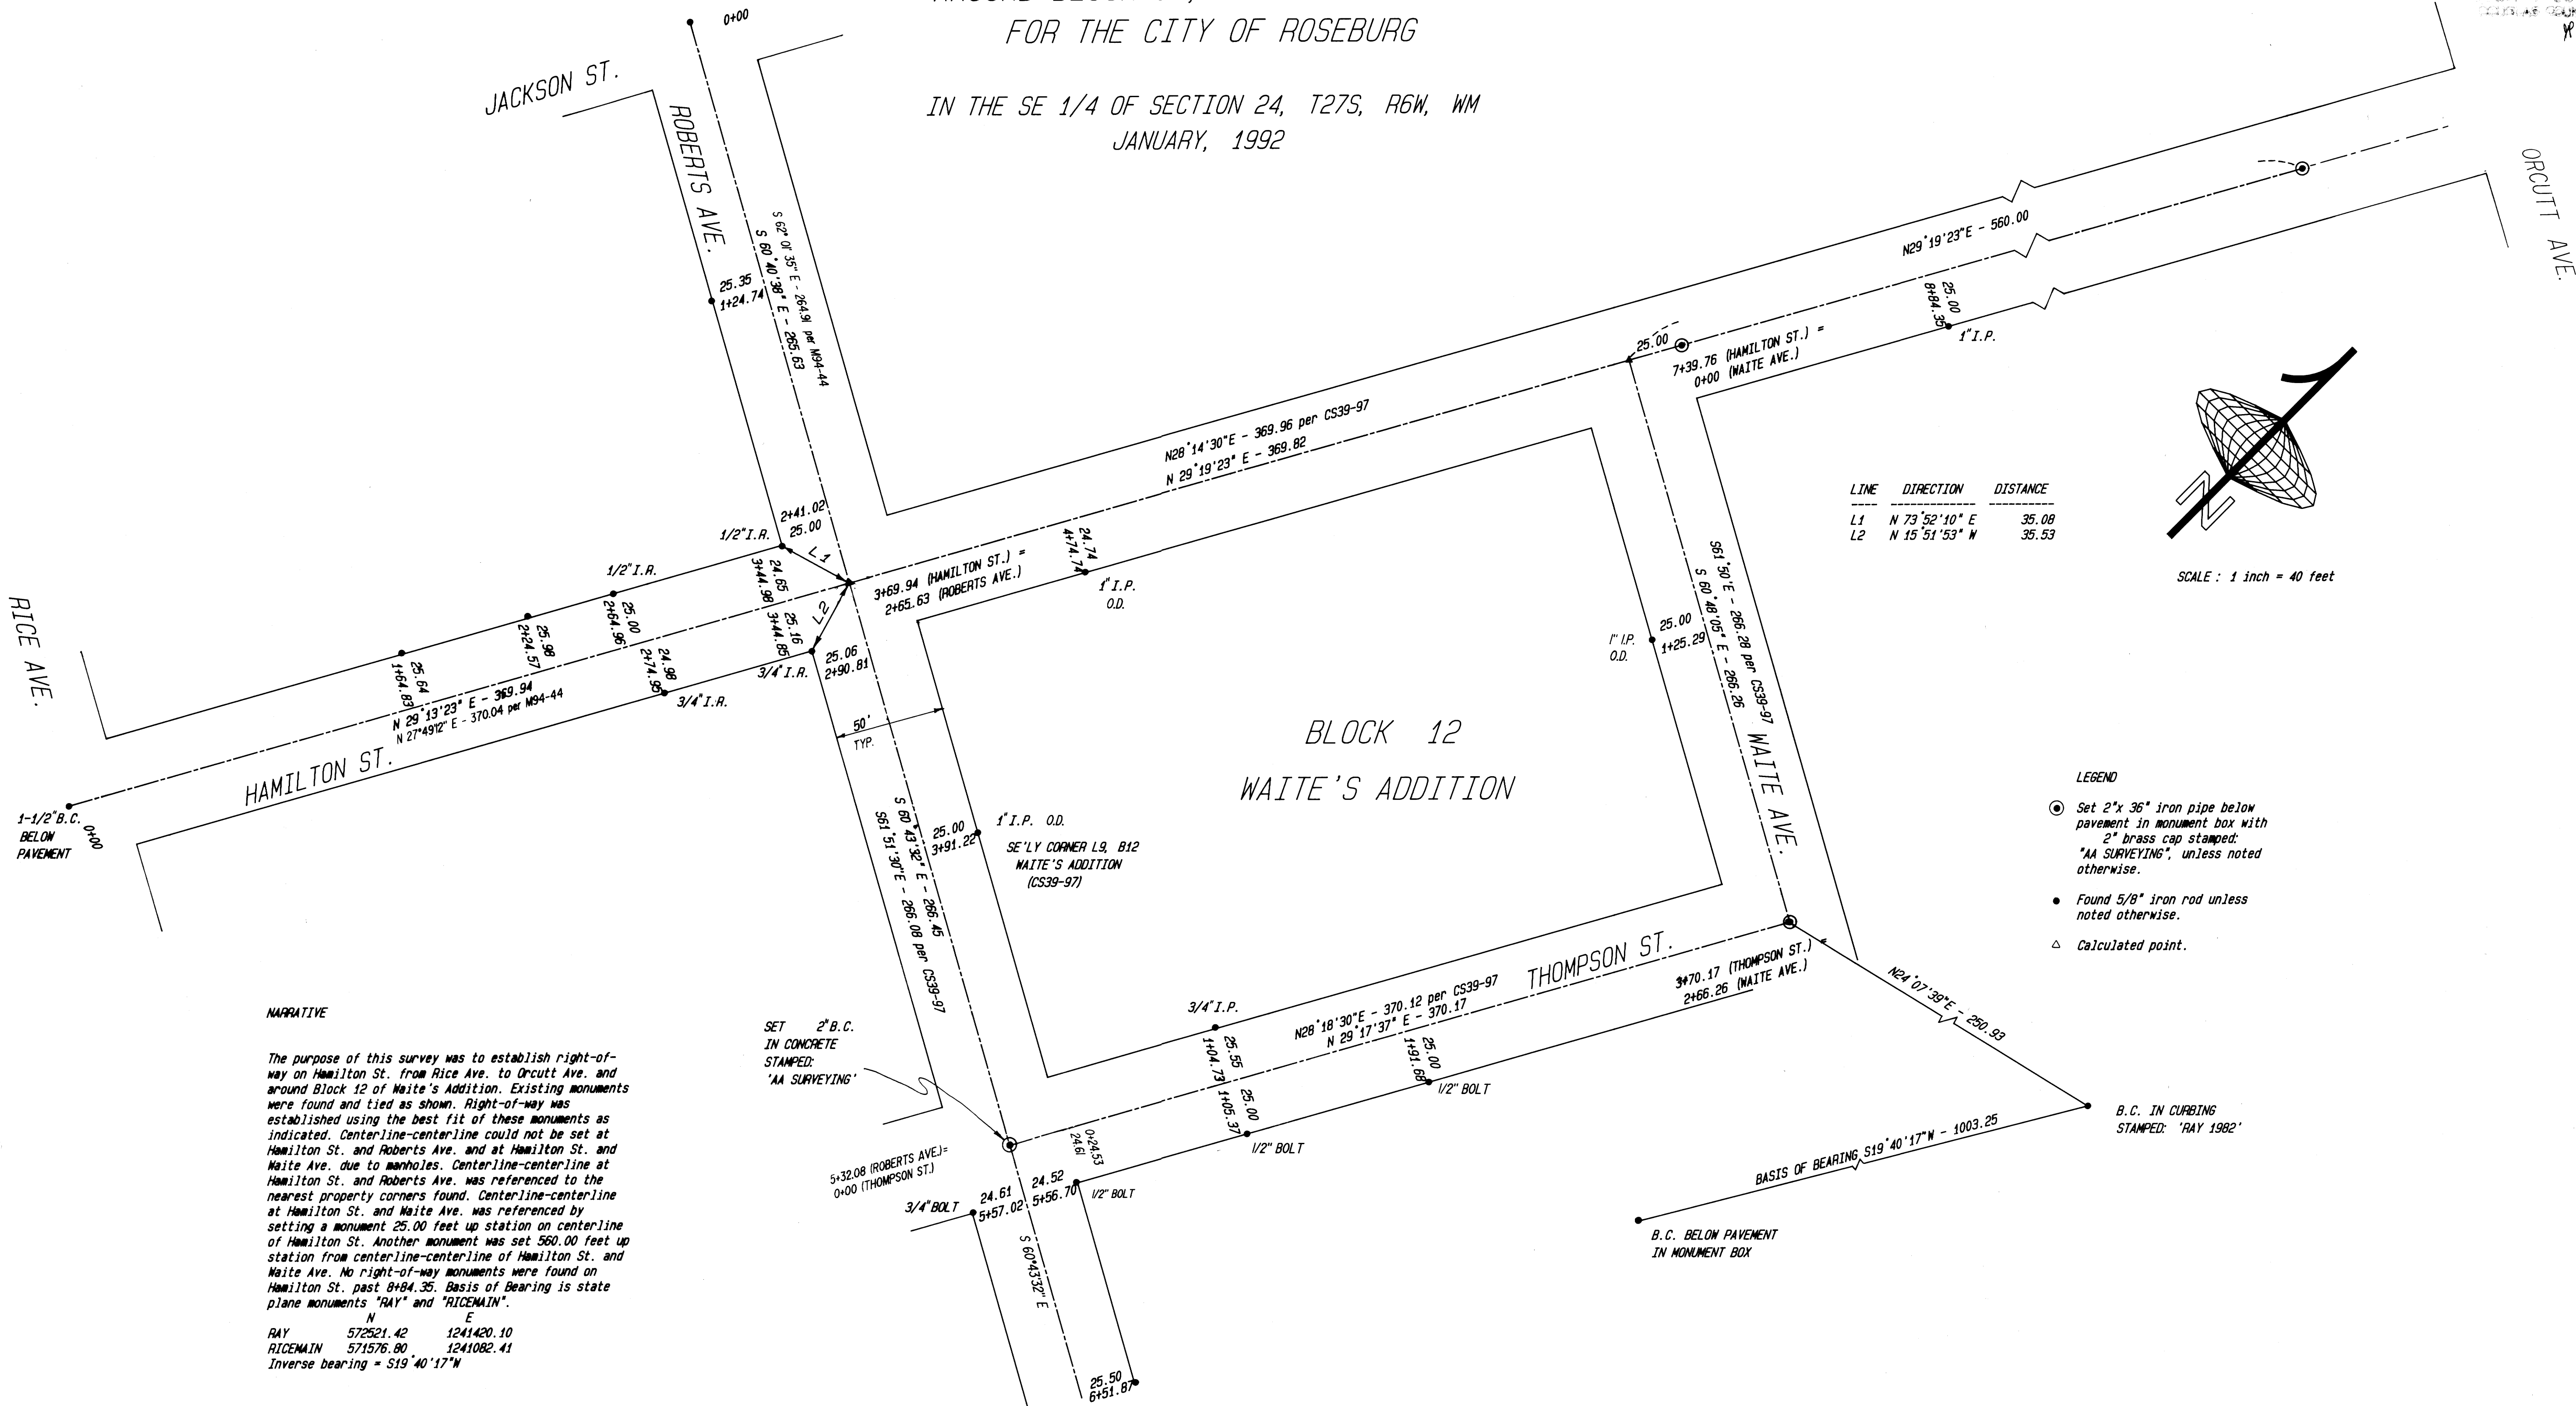 FOR THE CITY OF ROSEBURG
IN THE SE 1/4 OF SECTION 24, T27S, R6W, WM
JANUARY, 1992
0+00
JACKSON ST.
ROBERTS AVE.
S 62° 01' 35" E - 264.91 per M94-44
S 60°40'38" E - 265.63
25.35
1+24.74
ORCUTT AVE.
N29°19'23"E - 560.00
25.00
8+84.35
1" I.P.
25.00
7+39.76 (HAMILTON ST.) =
0+00 (WAITE AVE.)
N28°14'30"E - 369.96 per CS39-97
N 29°19'23" E - 369.82
LINE DIRECTION DISTANCE
L1 N 73°52'10" E 35.08
L2 N 15°51'53" W 35.53
N
SCALE : 1 inch = 40 feet
2+41.02
25.00
1/2" I.R.
L1
L2
24.65
3+44.98
25.16
3+44.85
3+69.94 (HAMILTON ST.) =
2+65.63 (ROBERTS AVE.)
24.74
4+74.74
1" I.P.
O.D.
1/2" I.R.
25.00
2+64.96
25.98
2+24.57
25.64
1+64.83
24.98
2+74.95
3/4" I.R.
3/4" I.R.
25.06
2+90.81
RICE AVE.
N 29°13'23" E - 369.94
N 27°49'12" E - 370.04 per M94-44
HAMILTON ST.
1-1/2" B.C.
BELOW
PAVEMENT
0+00
50'
TYP.
1" I.P.
O.D.
25.00
1+25.29
S61°50'E - 266.28 per CS39-97
S 60°48'05" E - 266.26
WAITE AVE.
BLOCK 12
WAITE'S ADDITION
S 60°43'32" E - 266.45
S61°51'30"E - 266.08 per CS39-97
25.00
3+91.22
1" I.P. O.D.
SE'LY CORNER L9, B12
WAITE'S ADDITION
(CS39-97)
LEGEND
Set 2"x 36" iron pipe below
pavement in monument box with
2" brass cap stamped:
"AA SURVEYING", unless noted
otherwise.
Found 5/8" iron rod unless
noted otherwise.
Calculated point.
THOMPSON ST.
3+70.17 (THOMPSON ST.) =
2+66.26 (WAITE AVE.)
N28°18'30"E - 370.12 per CS39-97
N 29°17'37" E - 370.17
3/4" I.P.
25.55
1+04.73
25.00
1+05.37
1/2" BOLT
25.00
1+91.68
1/2" BOLT
N24°07'39"E - 250.93
B.C. IN CURBING
STAMPED: 'RAY 1982'
BASIS OF BEARING S19°40'17"W - 1003.25
B.C. BELOW PAVEMENT
IN MONUMENT BOX
SET 2" B.C.
IN CONCRETE
STAMPED:
'AA SURVEYING'
5+32.08 (ROBERTS AVE.)=
0+00 (THOMPSON ST.)
0+24.53
24.61
3/4" BOLT
24.61
5+57.02
24.52
5+56.70
1/2" BOLT
S 60°43'32" E
25.50
6+51.87
NARRATIVE
The purpose of this survey was to establish right-of-
way on Hamilton St. from Rice Ave. to Orcutt Ave. and
around Block 12 of Waite's Addition. Existing monuments
were found and tied as shown. Right-of-way was
established using the best fit of these monuments as
indicated. Centerline-centerline could not be set at
Hamilton St. and Roberts Ave. and at Hamilton St. and
Waite Ave. due to manholes. Centerline-centerline at
Hamilton St. and Roberts Ave. was referenced to the
nearest property corners found. Centerline-centerline
at Hamilton St. and Waite Ave. was referenced by
setting a monument 25.00 feet up station on centerline
of Hamilton St. Another monument was set 560.00 feet up
station from centerline-centerline of Hamilton St. and
Waite Ave. No right-of-way monuments were found on
Hamilton St. past 8+84.35. Basis of Bearing is state
plane monuments "RAY" and "RICEMAIN".
N E
RAY 572521.42 1241420.10
RICEMAIN 571576.80 1241082.41
Inverse bearing = S19°40'17"W